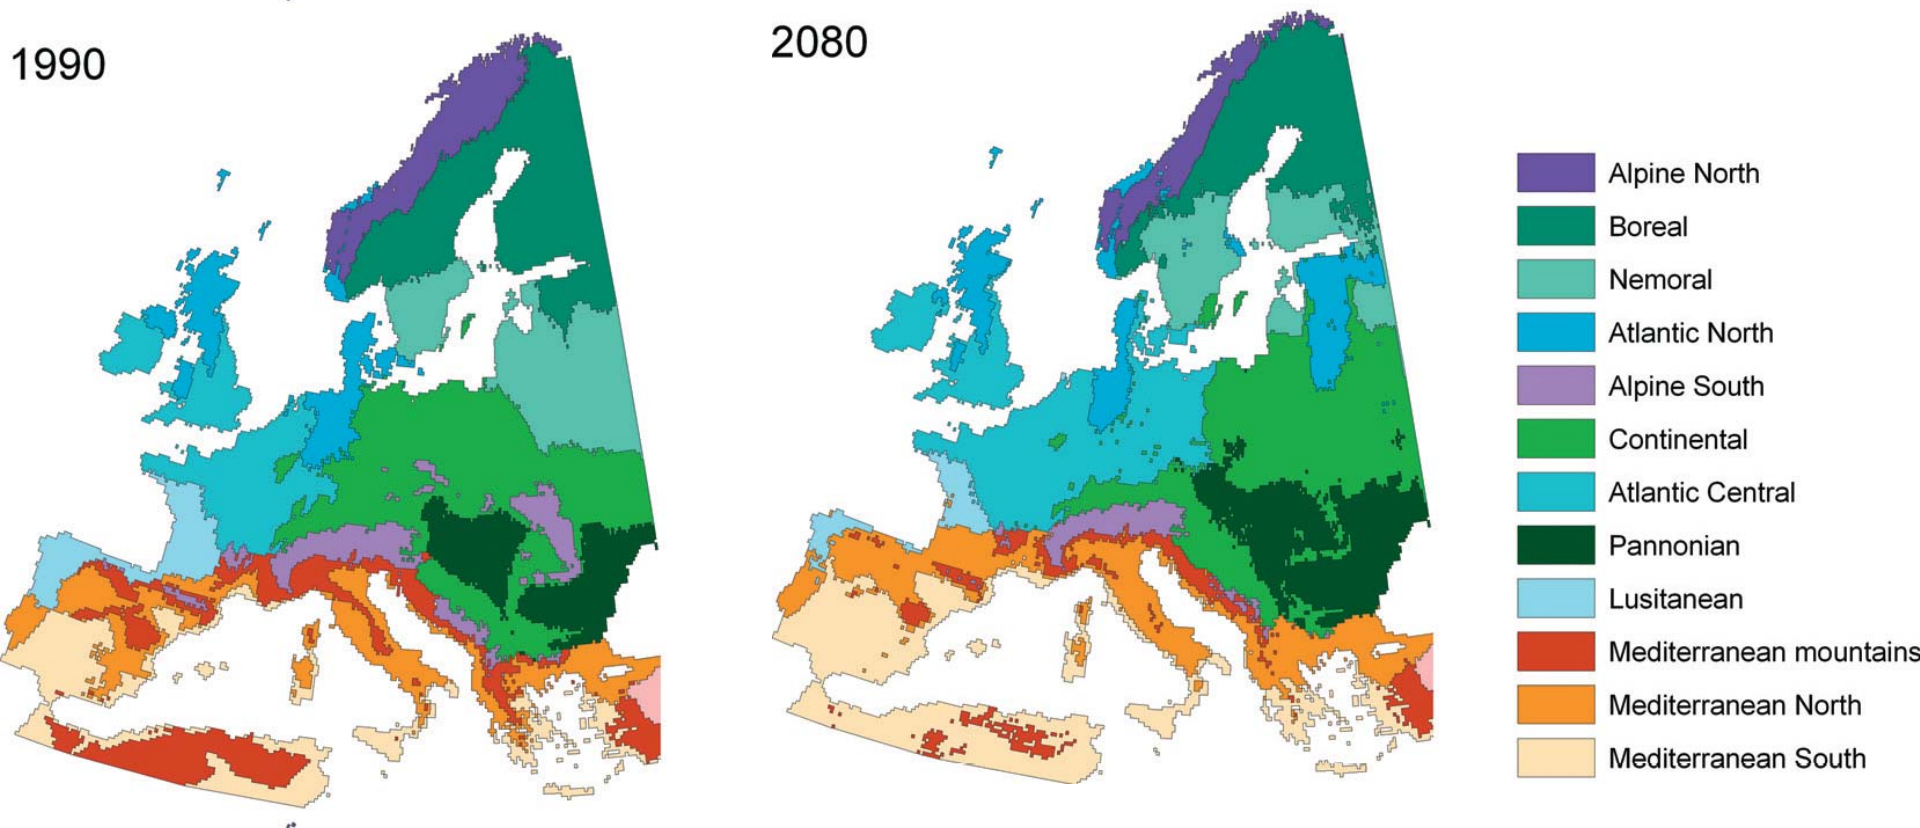 1990
2080
Alpine North
Boreal
Nemoral
Atlantic North
Alpine South
Continental
Atlantic Central
Pannonian
Lusitanean
Mediterranean mountains
Mediterranean North
Mediterranean South